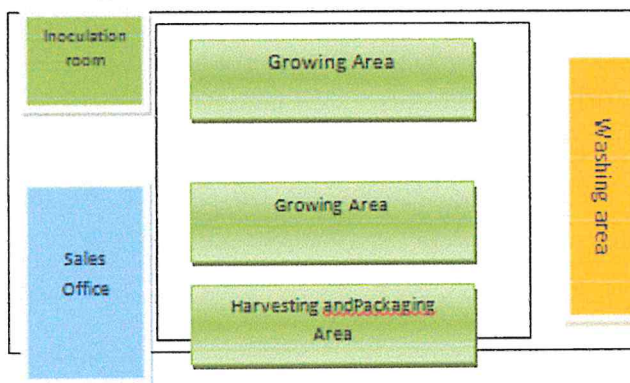 Inoculation
room
Growing Area
Growing Area
Sales
Office
Harvesting andPackaging
Area
Washing area